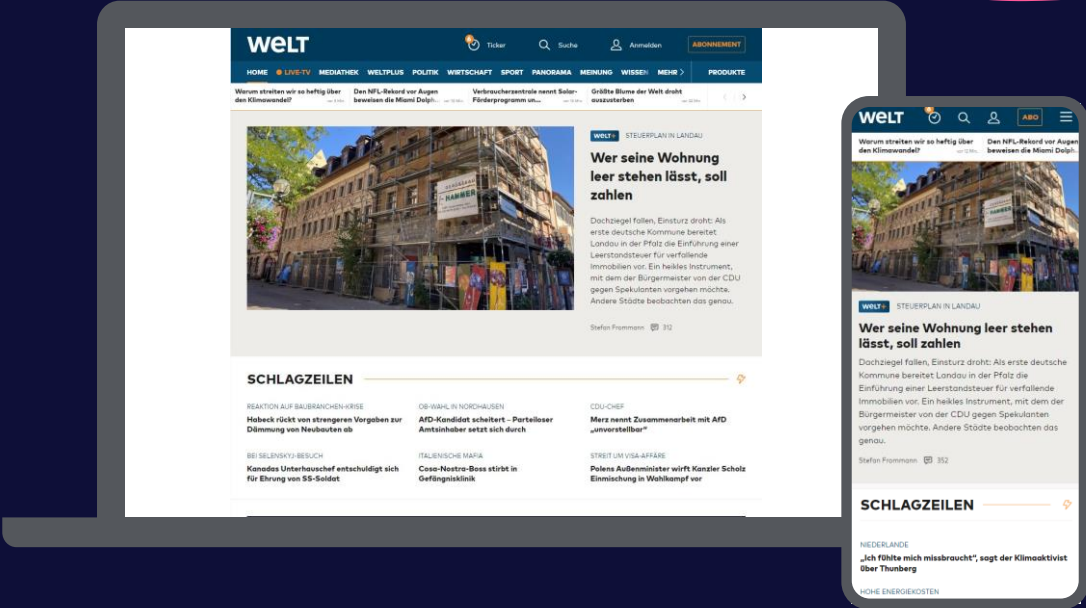 WELT
6
Ticker
Suche
Anmelden
ABONNEMENT
HOME
LIVE-TV
MEDIATHEK
WELTPLUS
POLITIK
WIRTSCHAFT
SPORT
PANORAMA
MEINUNG
WISSEN
MEHR
PRODUKTE
Warum streiten wir so heftig über
den Klimawandel?
Den NFL-Rekord vor Augen
beweisen die Miami Dolph...
Verbraucherzentrale nennt Solar-
Förderprogramm un...
Größte Blume der Welt droht
auszusterben
HAMMER
WELT+ STEUERPLAN IN LANDAU
Wer seine Wohnung
leer stehen lässt, soll
zahlen
Dachziegel fallen, Einsturz droht: Als
erste deutsche Kommune bereitet
Landau in der Pfalz die Einführung einer
Leerstandsteuer für verfallende
Immobilien vor. Ein heikles Instrument,
mit dem der Bürgermeister von der CDU
gegen Spekulanten vorgehen möchte.
Andere Städte beobachten das genau.
Stefan Frommann 312
SCHLAGZEILEN
REAKTION AUF BAUBRANCHEN-KRISE
Habeck rückt von strengeren Vorgaben zur
Dämmung von Neubauten ab
OB-WAHL IN NORDHAUSEN
AfD-Kandidat scheitert – Parteiloser
Amtsinhaber setzt sich durch
CDU-CHEF
Merz nennt Zusammenarbeit mit AfD
„unvorstellbar“
BEI SELENSKYJ-BESUCH
Kanadas Unterhauschef entschuldigt sich
für Ehrung von SS-Soldat
ITALIENISCHE MAFIA
Cosa-Nostra-Boss stirbt in
Gefängnisklinik
STREIT UM VISA-AFFÄRE
Polens Außenminister wirft Kanzler Scholz
Einmischung in Wahlkampf vor
WELT
6
ABO
Warum streiten wir so heftig über
den Klimawandel?
Den NFL-Rekord vor Augen
beweisen die Miami Dolph
HAMMER
WELT+ STEUERPLAN IN LANDAU
Wer seine Wohnung leer stehen
lässt, soll zahlen
Dachziegel fallen, Einsturz droht: Als erste deutsche
Kommune bereitet Landau in der Pfalz die
Einführung einer Leerstandsteuer für verfallende
Immobilien vor. Ein heikles Instrument, mit dem der
Bürgermeister von der CDU gegen Spekulanten
vorgehen möchte. Andere Städte beobachten das
genau.
Stefan Frommann 352
SCHLAGZEILEN
NIEDERLANDE
„Ich fühlte mich missbraucht“, sagt der Klimaaktivist
über Thunberg
HOHE ENERGIEKOSTEN